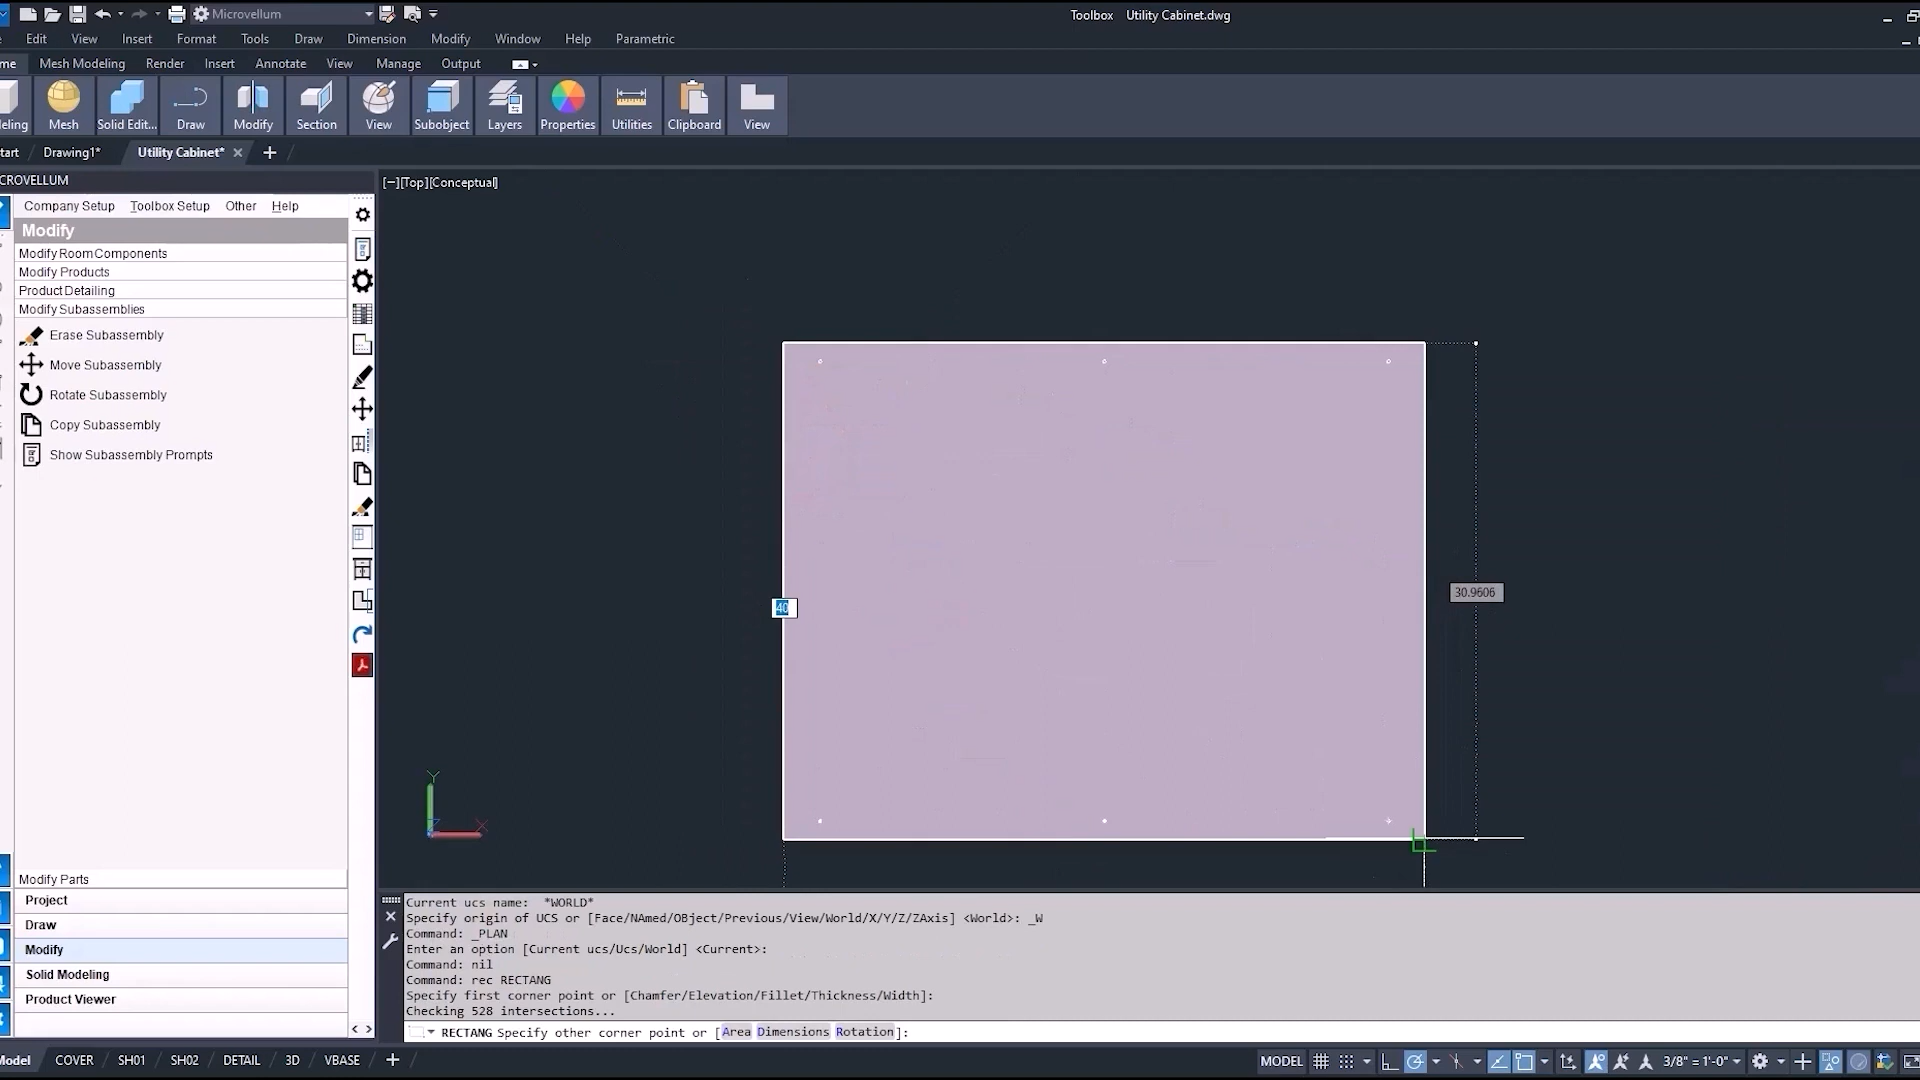 Microvellum
Toolbox Utility Cabinet.dwg
Edit View Insert Format Tools Draw Dimension Modify Window Help Parametric
me Mesh Modeling Render Insert Annotate View Manage Output
eling Mesh Solid Edit... Draw Modify Section View Subobject Layers Properties Utilities Clipboard View
tart Drawing1* Utility Cabinet*
CROVELLUM
[−][Top][Conceptual]
Company Setup Toolbox Setup Other Help
Modify
Modify Room Components
Modify Products
Product Detailing
Modify Subassemblies
Erase Subassembly
Move Subassembly
Rotate Subassembly
Copy Subassembly
Show Subassembly Prompts
30.9606
40
Y
X
Modify Parts
Project
Draw
Modify
Solid Modeling
Product Viewer
Current ucs name: *WORLD*
Specify origin of UCS or [Face/NAmed/OBject/Previous/View/World/X/Y/Z/ZAxis] <World>: _W
Command: _PLAN
Enter an option [Current ucs/Ucs/World] <Current>:
Command: nil
Command: rec RECTANG
Specify first corner point or [Chamfer/Elevation/Fillet/Thickness/Width]:
Checking 528 intersections...
RECTANG Specify other corner point or [Area Dimensions Rotation]:
Model COVER SH01 SH02 DETAIL 3D VBASE
MODEL 3/8" = 1'-0"